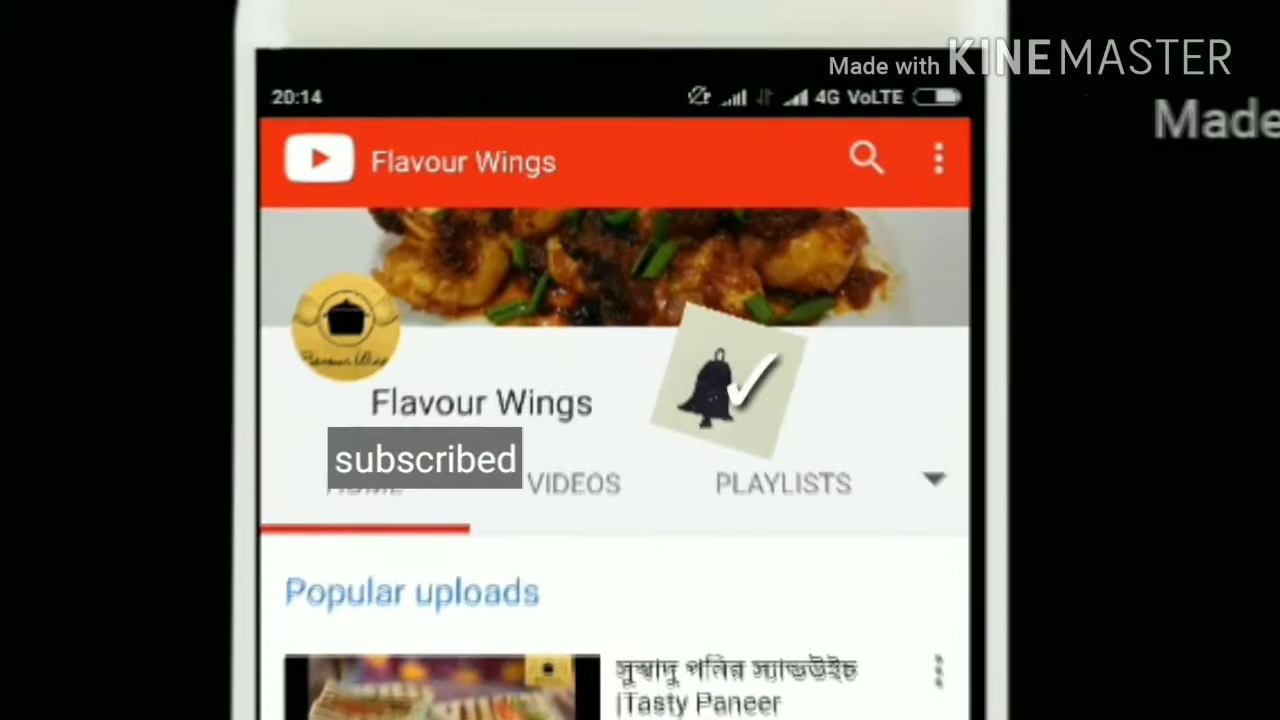 Made with KINEMASTER
Made
20:14 4G VoLTE
Flavour Wings
Flavour Wings
subscribed
HOME VIDEOS PLAYLISTS
Popular uploads
সুস্বাদু পনির স্যান্ডউইচ
|Tasty Paneer